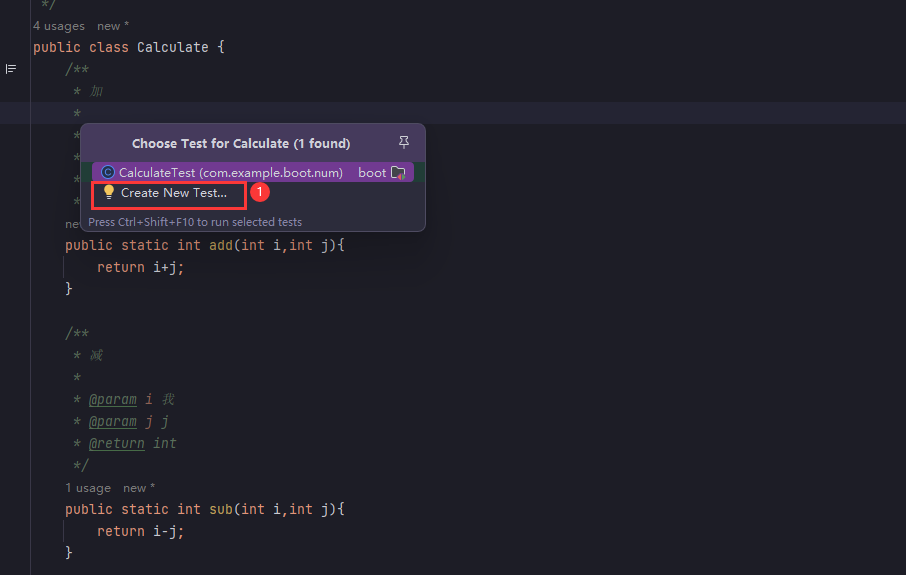 */
4 usages   new *
public class Calculate {
/**
* 加
*
*
Choose Test for Calculate (1 found)
*
CalculateTest (com.example.boot.num)   boot
*
Create New Test...
1
*
Press Ctrl+Shift+F10 to run selected tests
public static int add(int i,int j){
return i+j;
}
/**
* 减
*
* @param i 我
* @param j j
* @return int
*/
1 usage   new *
public static int sub(int i,int j){
return i-j;
}